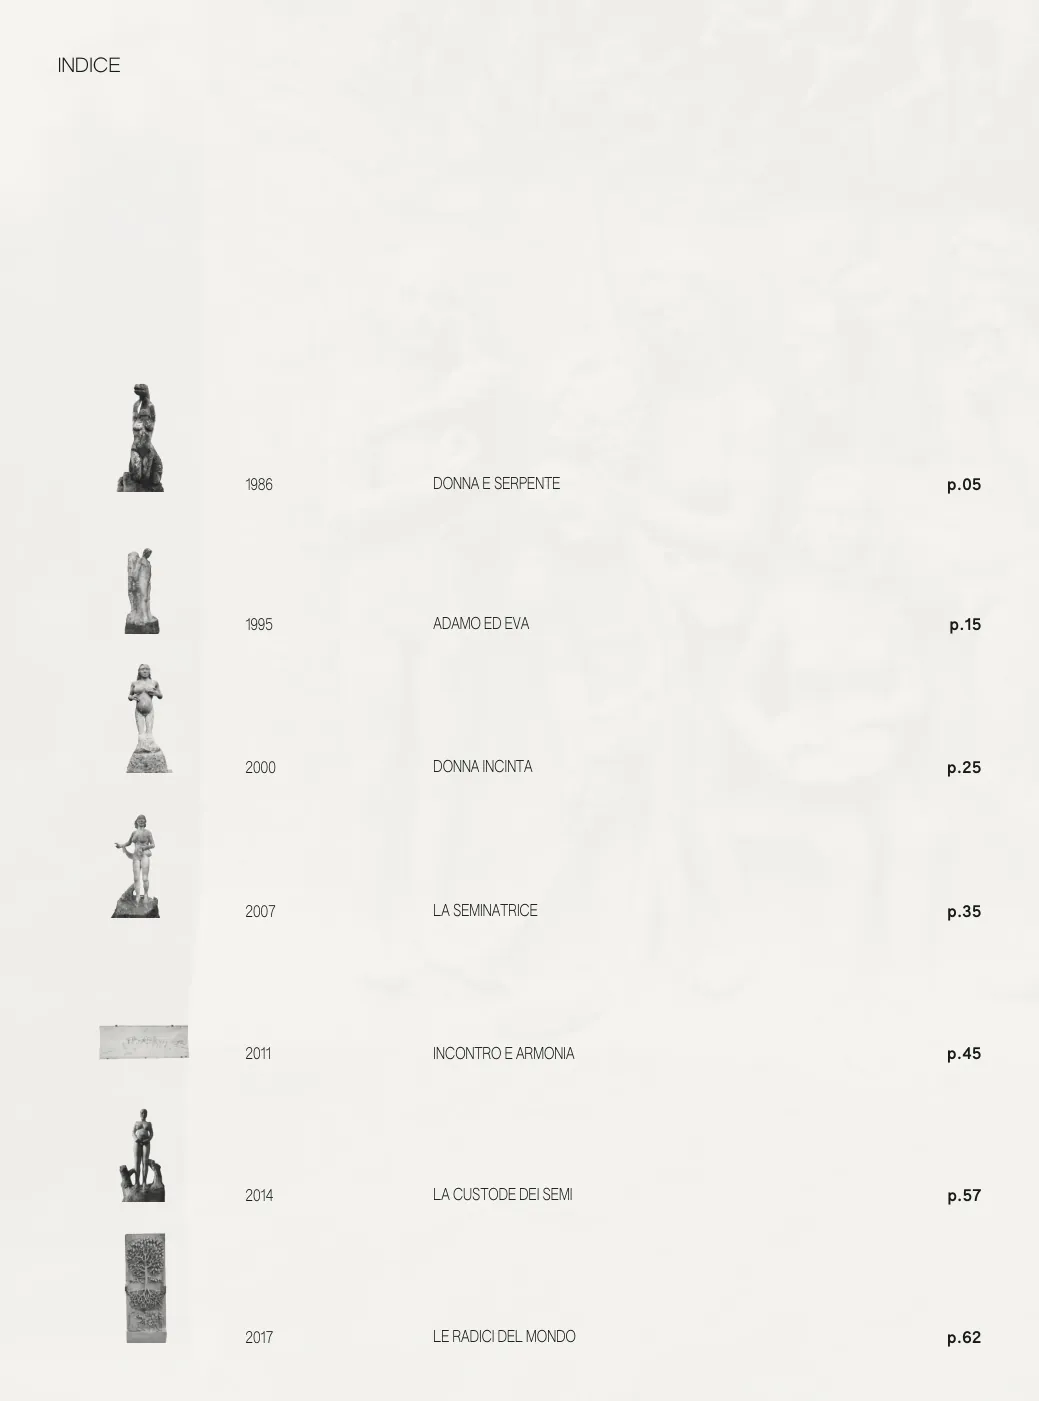 INDICE
1986 DONNA E SERPENTE p.05
1995 ADAMO ED EVA p.15
2000 DONNA INCINTA p.25
2007 LA SEMINATRICE p.35
2011 INCONTRO E ARMONIA p.45
2014 LA CUSTODE DEI SEMI p.57
2017 LE RADICI DEL MONDO p.62